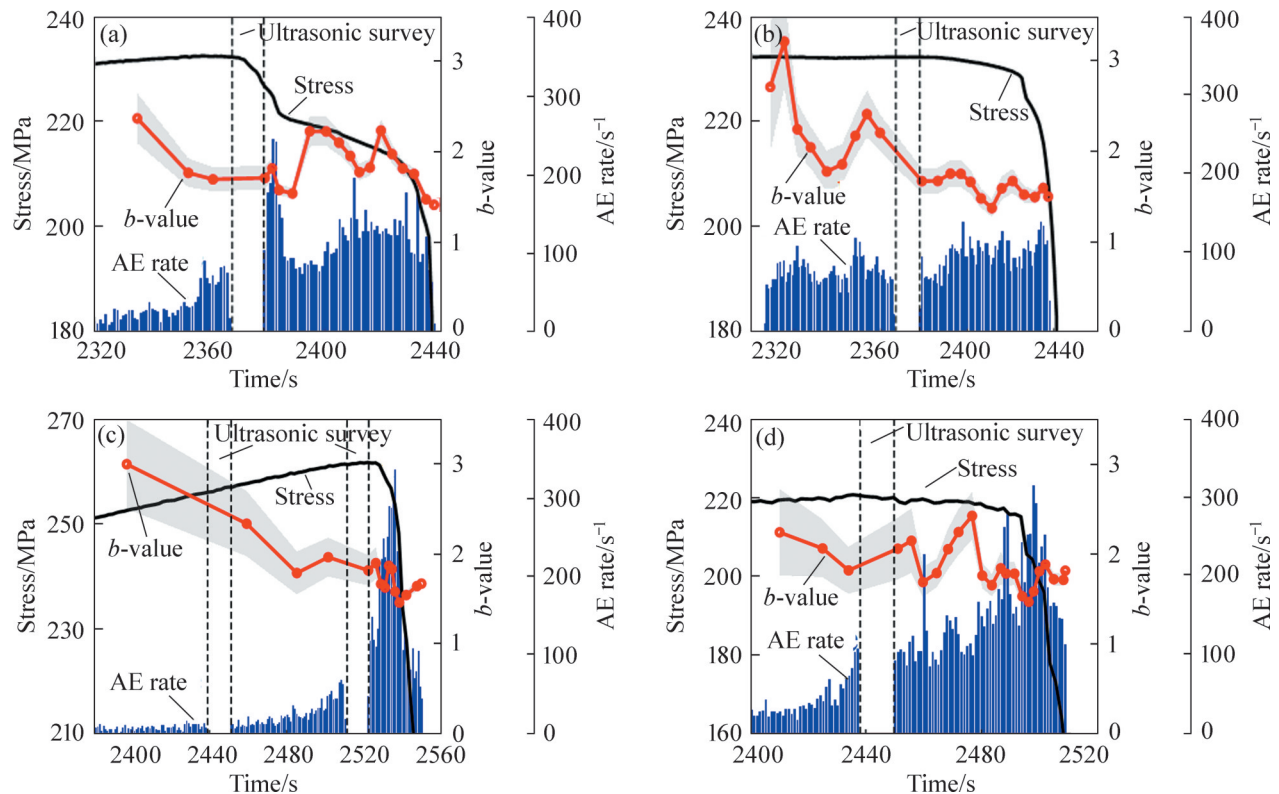 (a)
Ultrasonic survey
Stress
b-value
AE rate
240
220
200
180
Stress/MPa
2320
2360
2400
2440
Time/s
3
2
1
0
b-value
400
300
200
100
0
AE rate/s⁻¹
(b)
Ultrasonic survey
Stress
b-value
AE rate
240
220
200
180
Stress/MPa
2320
2360
2400
2440
Time/s
3
2
1
0
b-value
400
300
200
100
0
AE rate/s⁻¹
(c)
Ultrasonic survey
Stress
b-value
AE rate
270
250
230
210
Stress/MPa
2400
2440
2480
2520
2560
Time/s
3
2
1
0
b-value
400
300
200
100
0
AE rate/s⁻¹
(d)
Ultrasonic survey
Stress
b-value
AE rate
240
220
200
180
160
Stress/MPa
2400
2440
2480
2520
Time/s
3
2
1
0
b-value
400
300
200
100
0
AE rate/s⁻¹